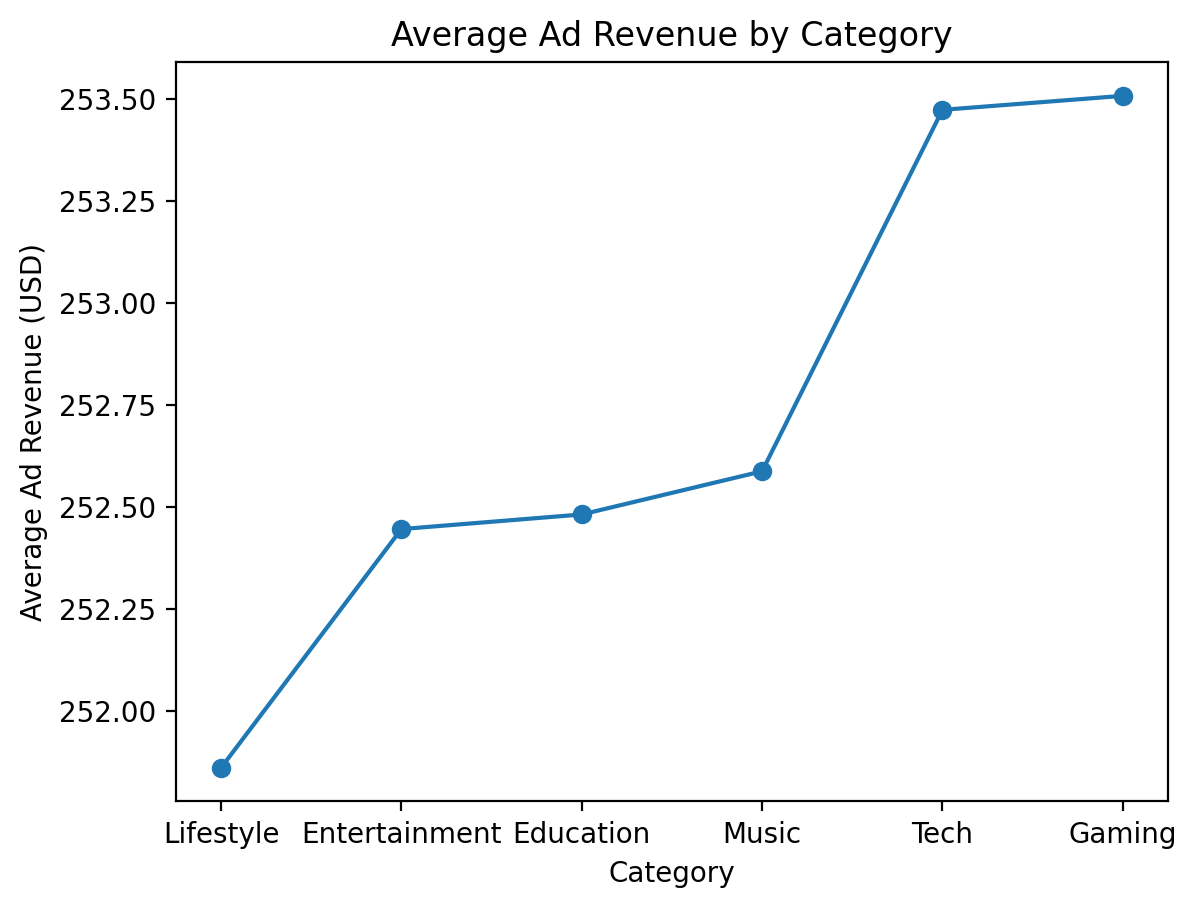 Average Ad Revenue by Category
Average Ad Revenue (USD)
253.50
253.25
253.00
252.75
252.50
252.25
252.00
Lifestyle Entertainment Education Music Tech Gaming
Category